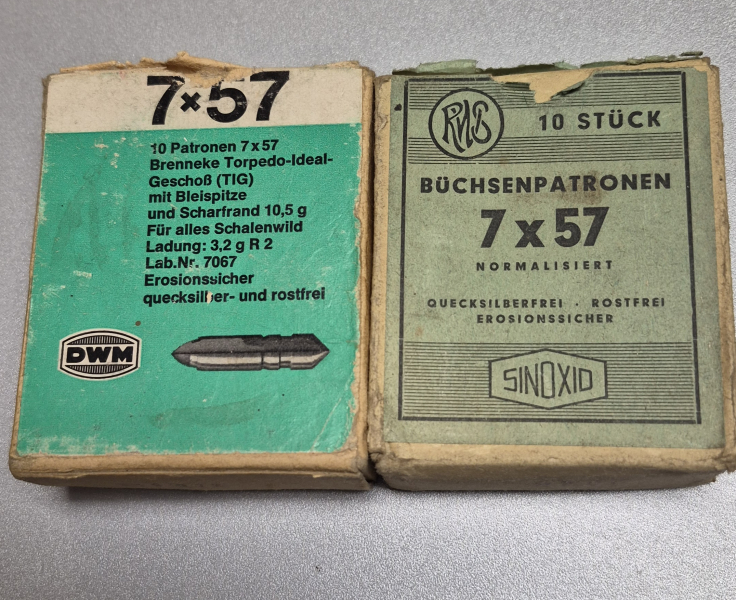 7x57
10 Patronen 7x57
Brenneke Torpedo-Ideal-
Geschoß (TIG)
mit Bleispitze
und Scharfrand 10,5 g
Für alles Schalenwild
Ladung: 3,2 g R 2
Lab.Nr. 7067
Erosionssicher
quecksilber- und rostfrei
DWM
RWS
10 STÜCK
BÜCHSENPATRONEN
7 x 57
NORMALISIERT
QUECKSILBERFREI · ROSTFREI
EROSIONSSICHER
SINOXID